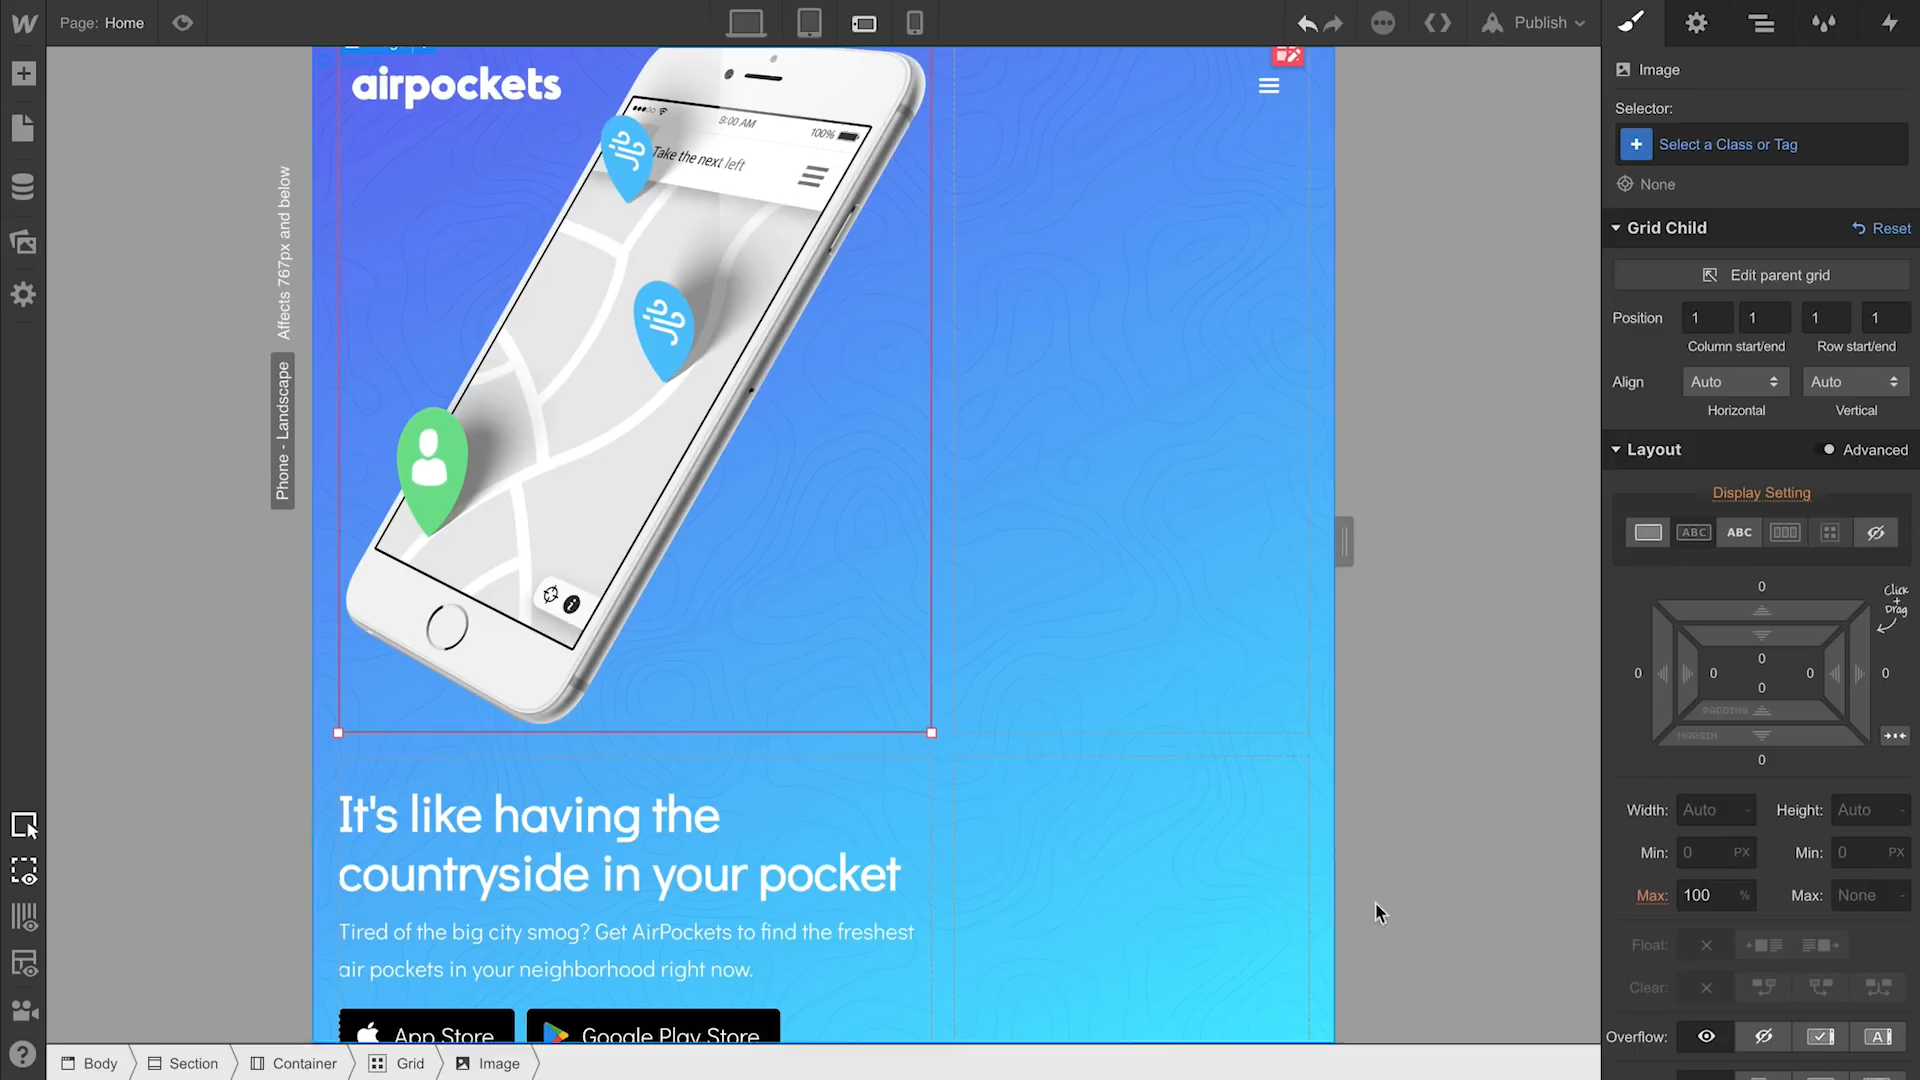 Page: Home
Publish
Image
Selector:
+ Select a Class or Tag
None
Grid Child
Reset
Edit parent grid
Position 1 1 1 1
Column start/end Row start/end
Align Auto Auto
Horizontal Vertical
Layout
Advanced
Display Setting
ABC ABC
0
Click + Drag
0
0 0 0 0
0
PADDING
MARGIN
0
Width: Auto - Height: Auto -
Min: 0 PX Min: 0 PX
Max: 100 % Max: None -
Float:
Clear:
Overflow:
Affects 767px and below
Phone - Landscape
airpockets
9:00 AM
100%
Take the next left
It's like having the
countryside in your pocket
Tired of the big city smog? Get AirPockets to find the freshest
air pockets in your neighborhood right now.
App Store
Google Play Store
Body
Section
Container
Grid
Image